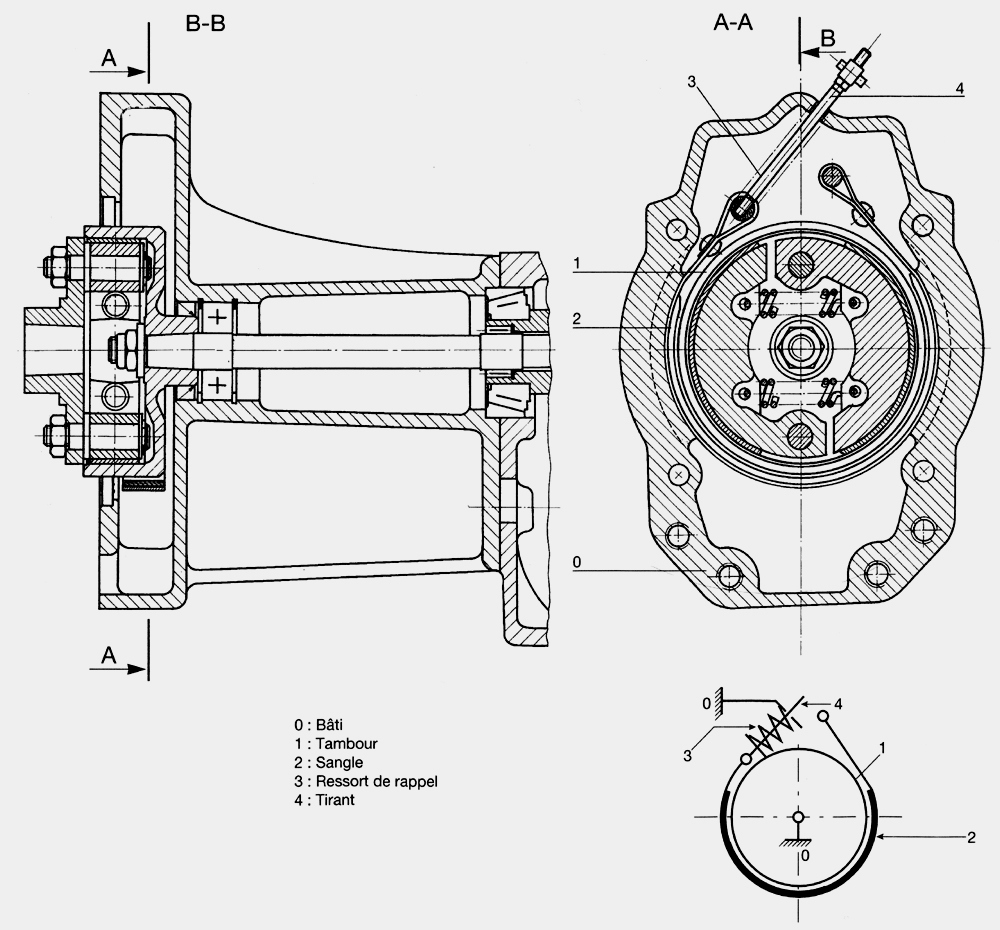 B-B
A-A
A
B
3
4
1
2
0
A
0 : Bâti
1 : Tambour
2 : Sangle
3 : Ressort de rappel
4 : Tirant
0
4
3
1
2
0